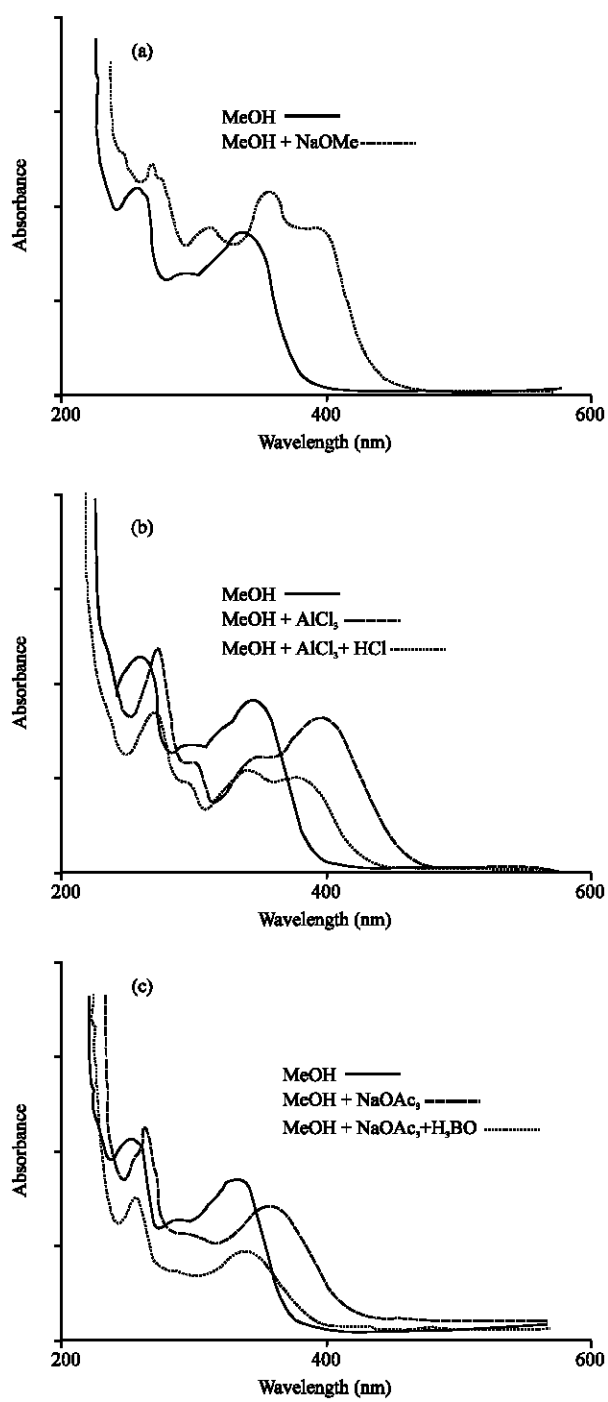 (a)
MeOH
MeOH + NaOMe
Absorbance
200
400
600
Wavelength (nm)
(b)
MeOH
MeOH + AlCl₃
MeOH + AlCl₃+ HCl
Absorbance
200
400
600
Wavelength (nm)
(c)
MeOH
MeOH + NaOAc₃
MeOH + NaOAc₃+H₃BO
Absorbance
200
400
600
Wavelength (nm)